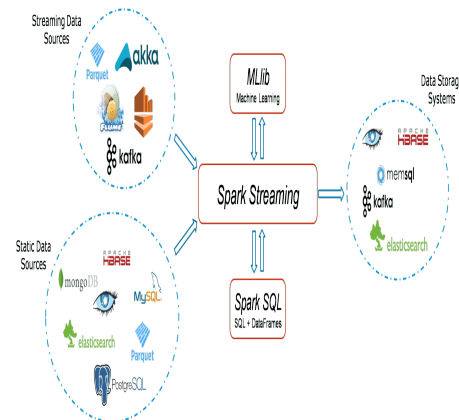 Streaming Data
Sources
Parquet
akka
FLUME
kafka
MLlib
Machine Learning
Data Storag
Systems
APACHE
HBASE
memsql
kafka
elasticsearch
Spark Streaming
Static Data
Sources
APACHE
HBASE
mongoDB
MySQL
elasticsearch
Parquet
PostgreSQL
Spark SQL
SQL + DataFrames